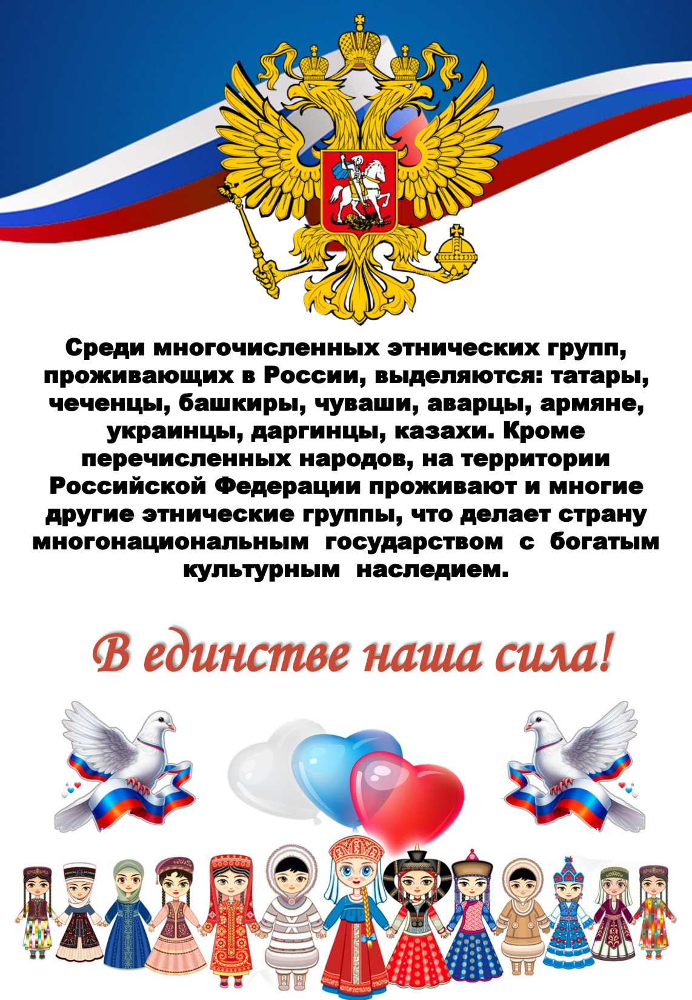 Среди многочисленных этнических групп,
проживающих в России, выделяются: татары,
чеченцы, башкиры, чуваши, аварцы, армяне,
украинцы, даргинцы, казахи. Кроме
перечисленных народов, на территории
Российской Федерации проживают и многие
другие этнические группы, что делает страну
многонациональным государством с богатым
культурным наследием.
В единстве наша сила!